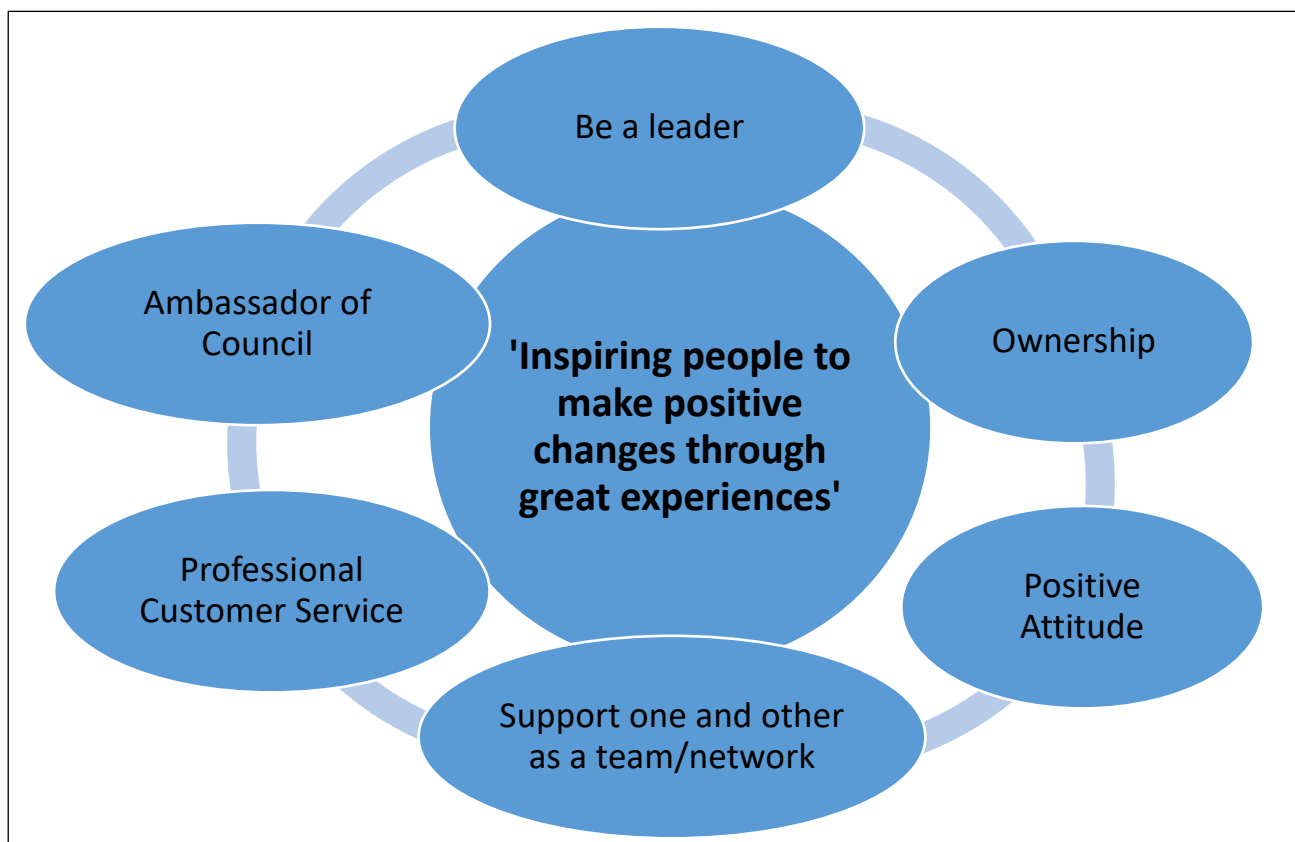 Be a leader
Ownership
Positive
Attitude
Support one and other
as a team/network
Professional
Customer Service
Ambassador of
Council
'Inspiring people to
make positive
changes through
great experiences'